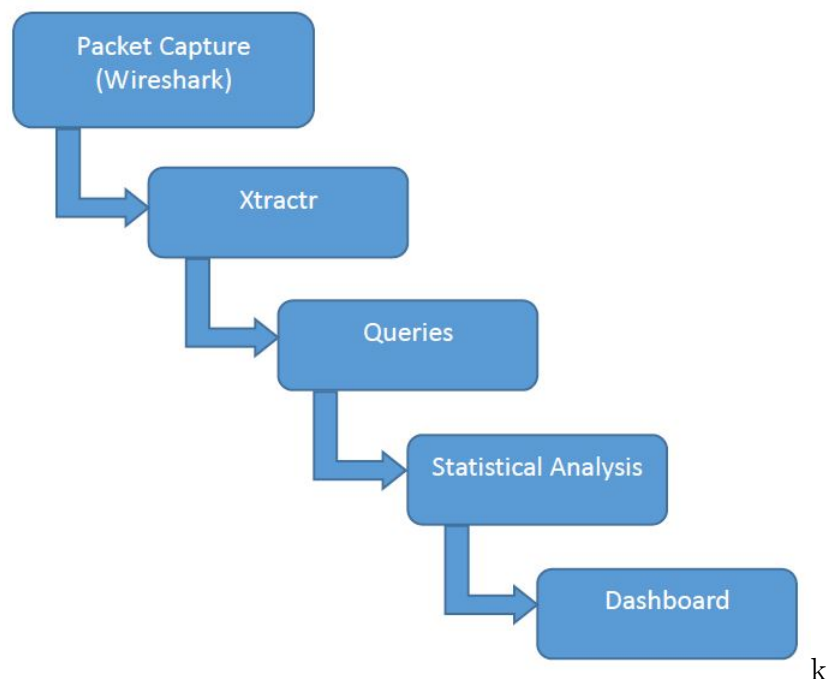 Packet Capture
(Wireshark)
Xtractr
Queries
Statistical Analysis
Dashboard
k